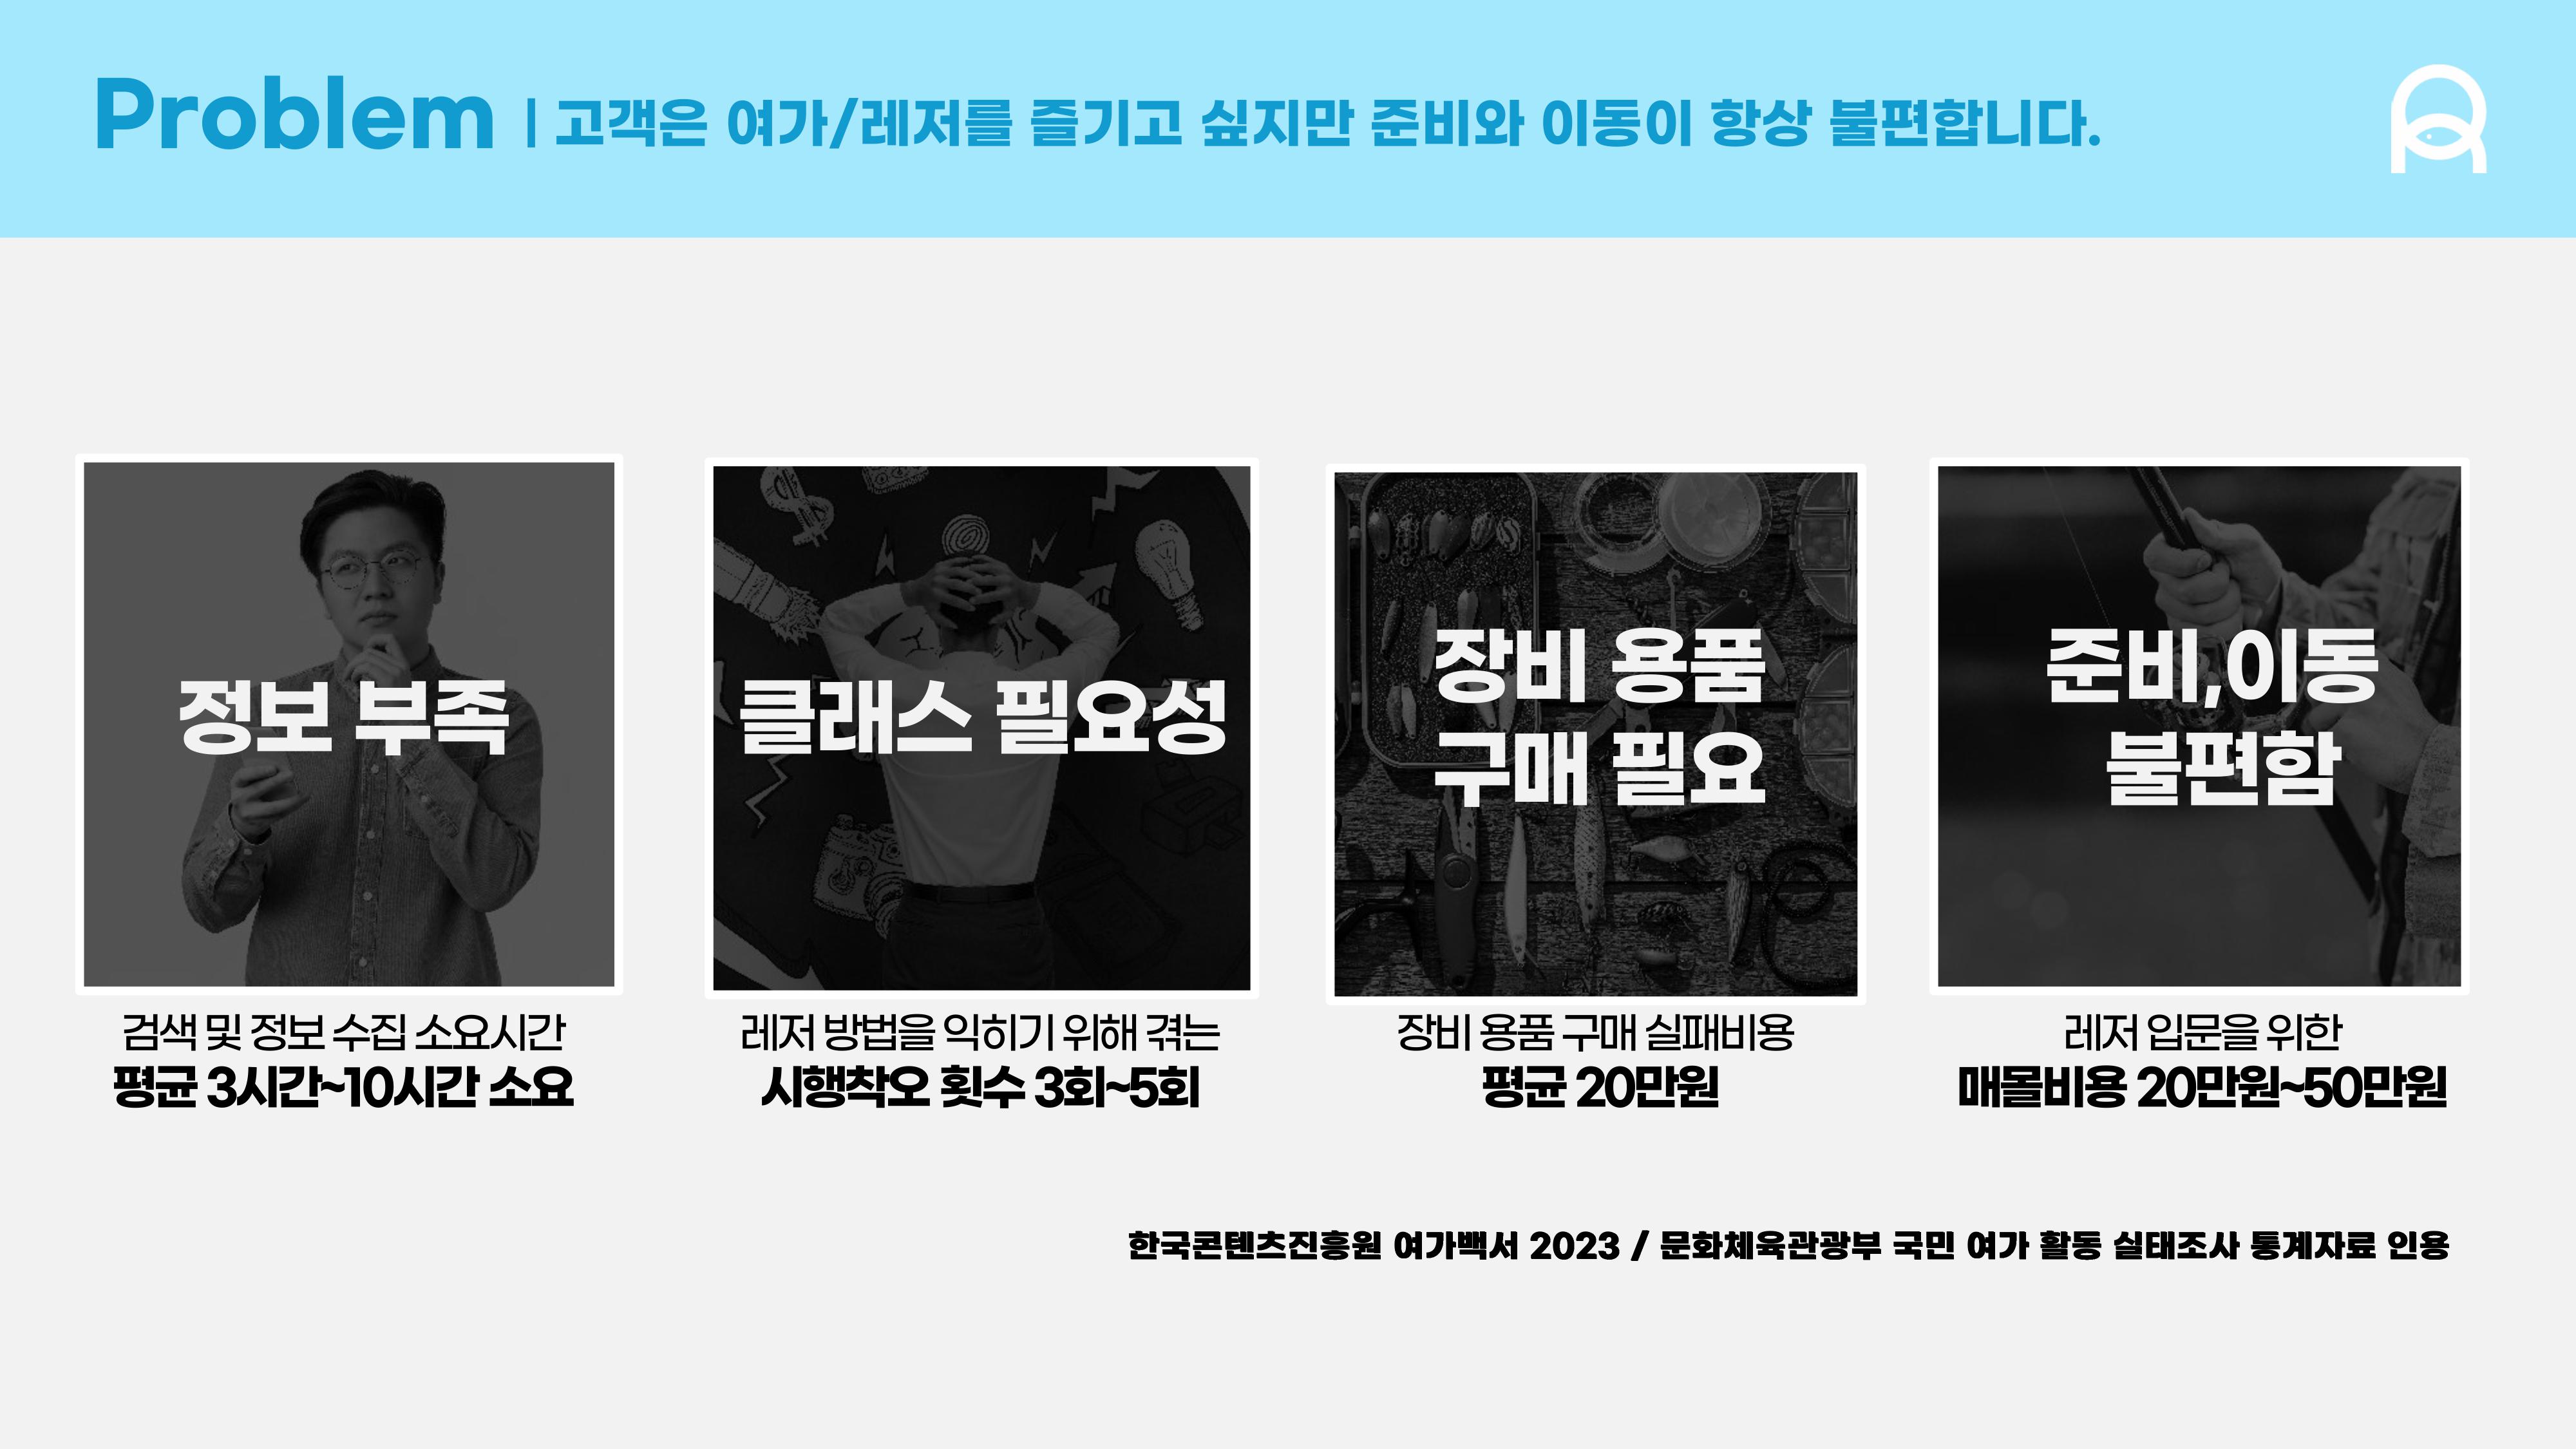 Problem | 고객은 여가/레저를 즐기고 싶지만 준비와 이동이 항상 불편합니다.
정보 부족
검색 및 정보 수집 소요시간
평균 3시간~10시간 소요
클래스 필요성
레저 방법을 익히기 위해 겪는
시행착오 횟수 3회~5회
장비 용품
구매 필요
장비 용품 구매 실패비용
평균 20만원
준비,이동
불편함
레저 입문을 위한
매몰비용 20만원~50만원
한국콘텐츠진흥원 여가백서 2023 / 문화체육관광부 국민 여가 활동 실태조사 통계자료 인용